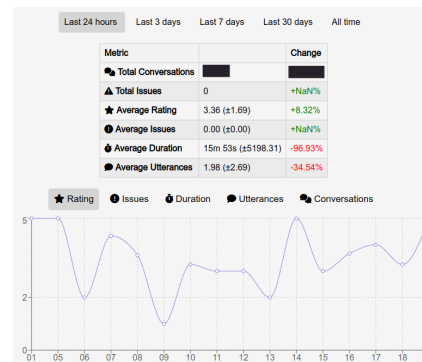 Last 24 hours Last 3 days Last 7 days Last 30 days All time
Metric Change
Total Conversations
Total Issues 0 +NaN%
Average Rating 3.36 (±1.69) +8.32%
Average Issues 0.00 (±0.00) +NaN%
Average Duration 15m 53s (±5198.31) -96.93%
Average Utterances 1.98 (±2.69) -34.54%
Rating Issues Duration Utterances Conversations
5
2
0
01 05 06 07 08 09 10 11 12 13 14 15 16 17 18